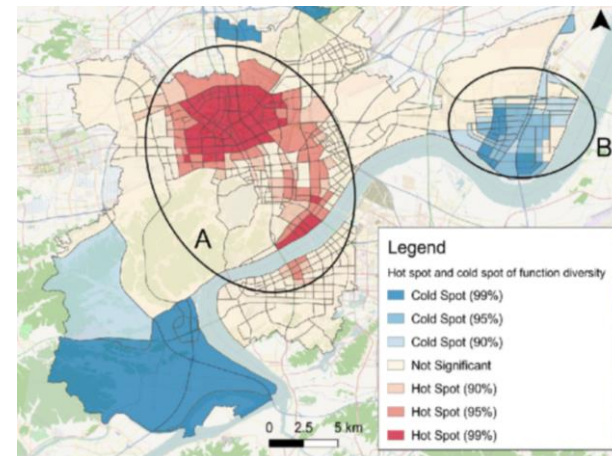 A
B
Legend
Hot spot and cold spot of function diversity
Cold Spot (99%)
Cold Spot (95%)
Cold Spot (90%)
Not Significant
Hot Spot (90%)
Hot Spot (95%)
Hot Spot (99%)
0 2.5 5 km